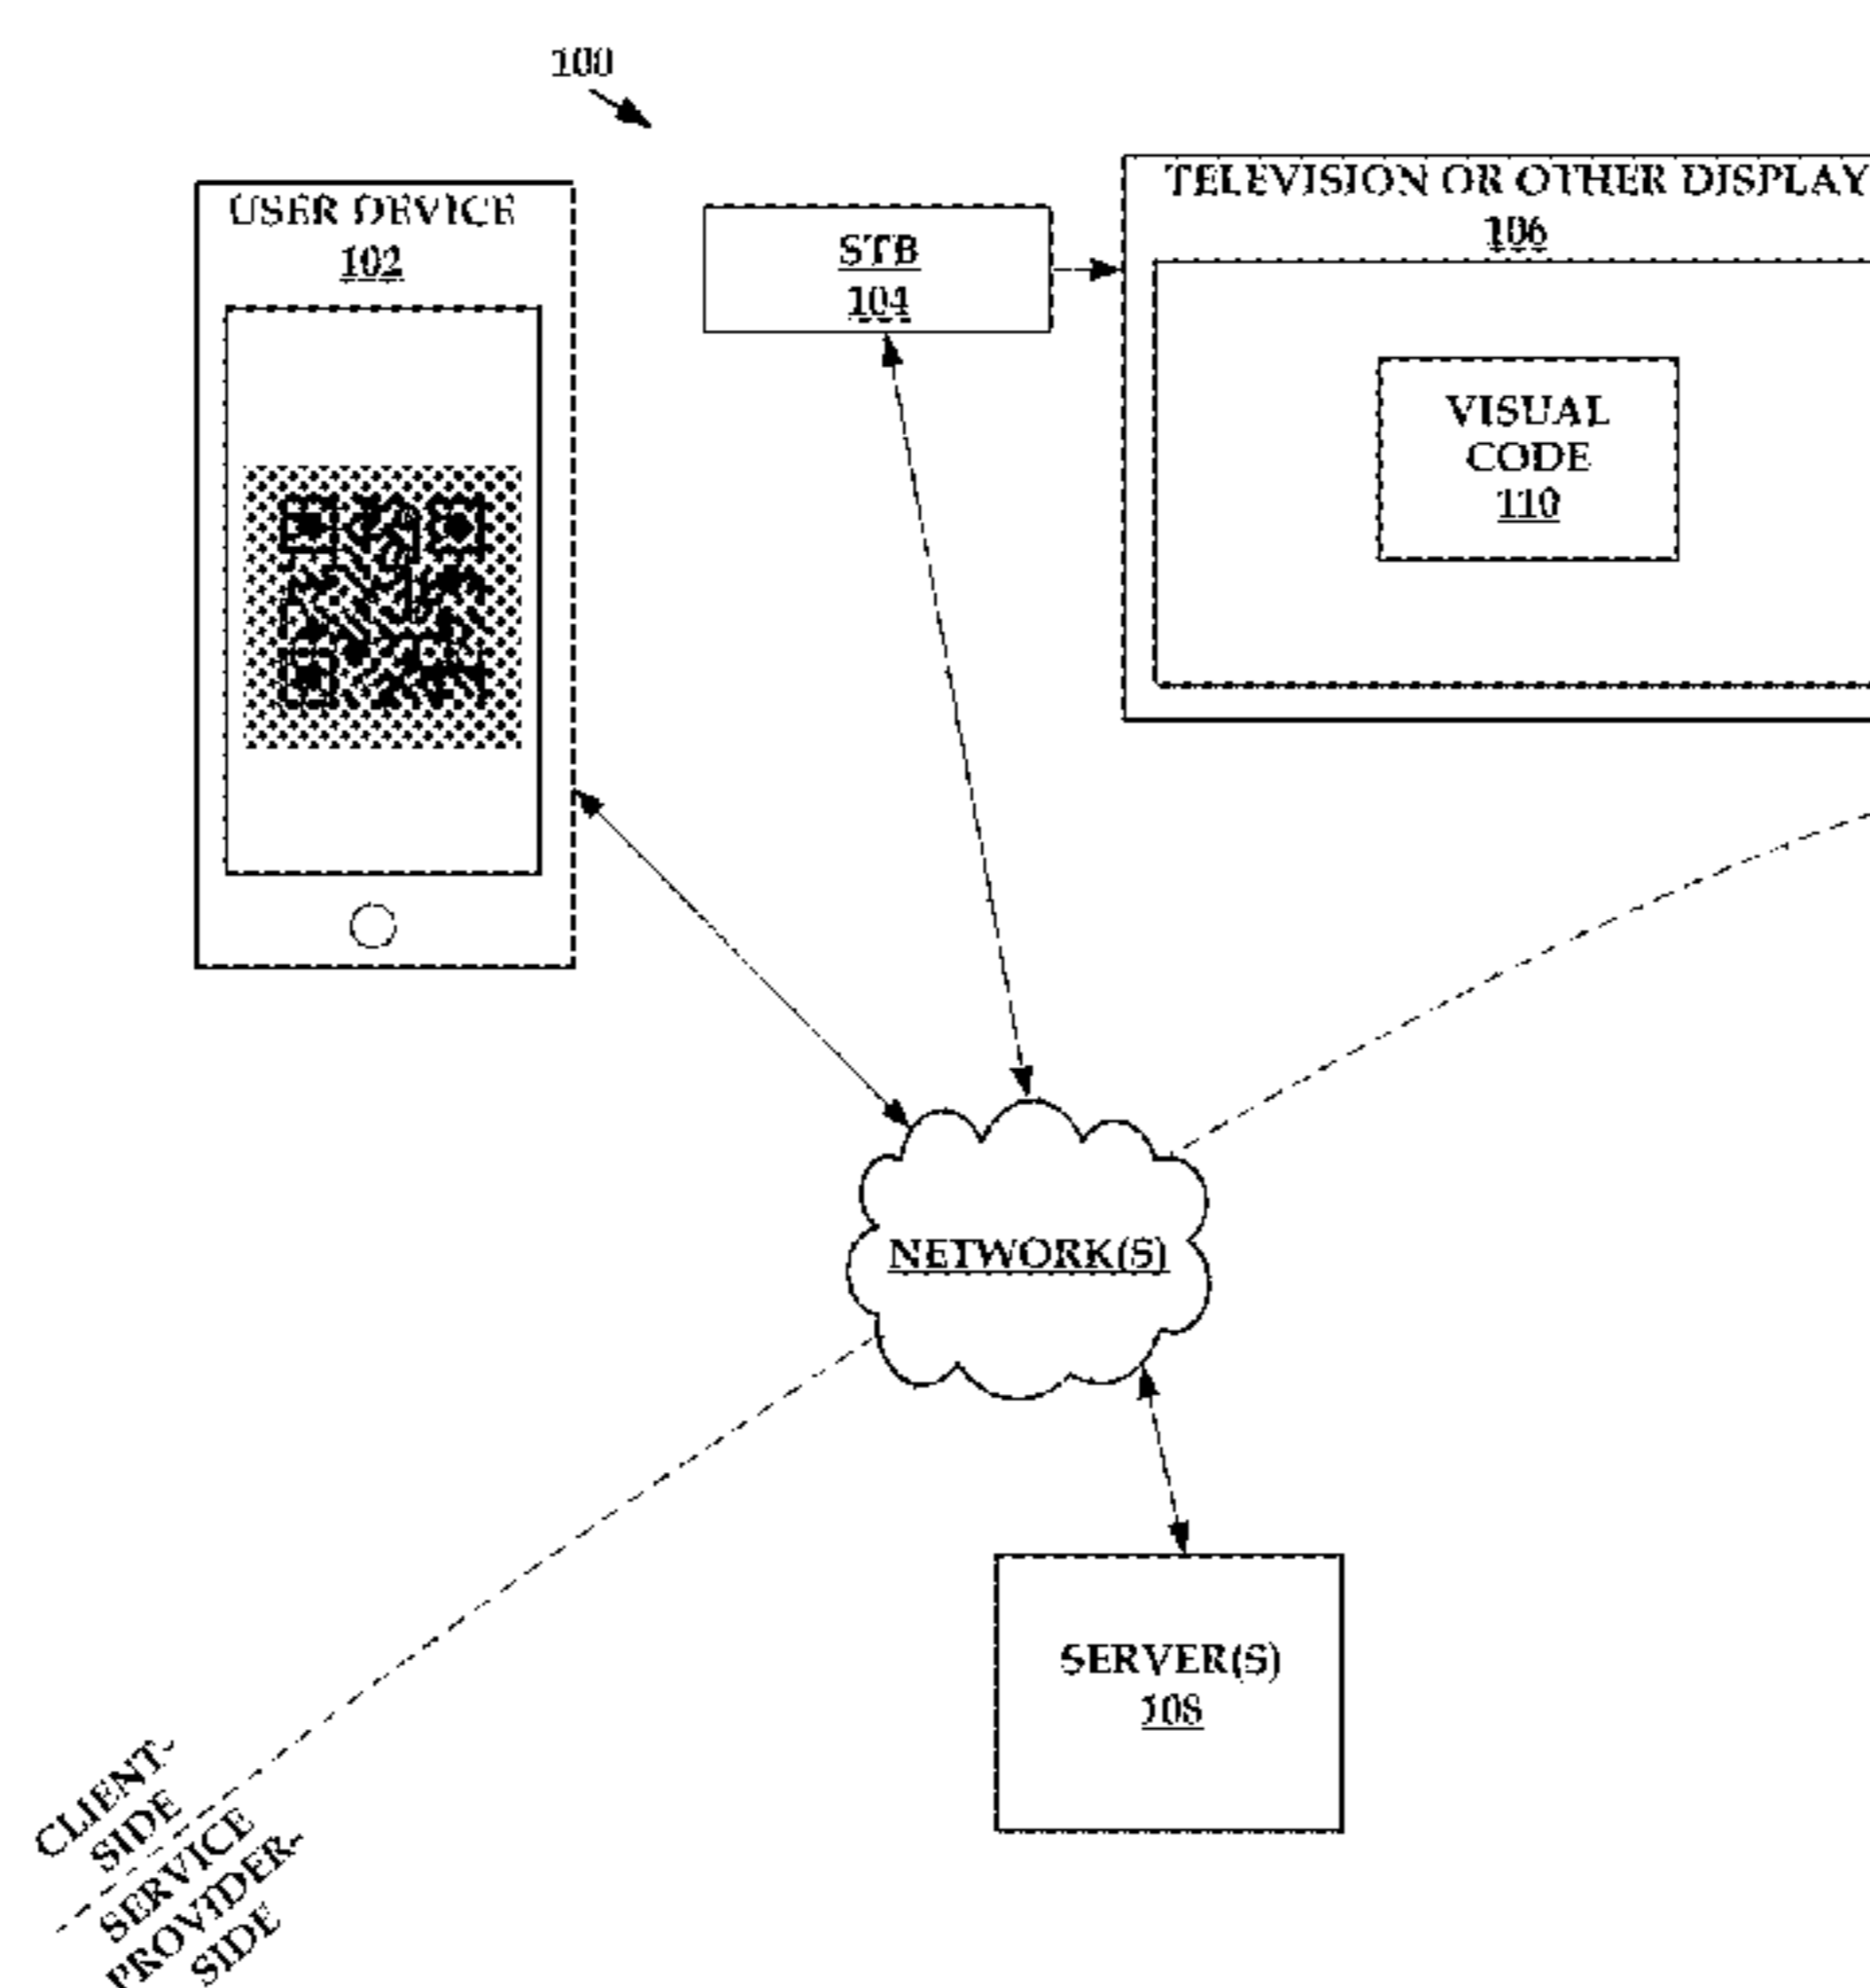 100
USER DEVICE
102
STB
104
TELEVISION OR OTHER DISPLAY
106
VISUAL
CODE
110
NETWORK(S)
SERVER(S)
108
CLIENT-
SIDE
SERVICE
PROVIDER-
SIDE